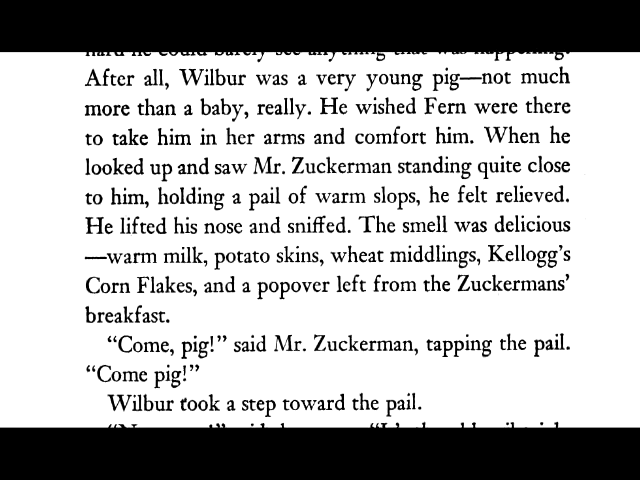 After all, Wilbur was a very young pig—not much
more than a baby, really. He wished Fern were there
to take him in her arms and comfort him. When he
looked up and saw Mr. Zuckerman standing quite close
to him, holding a pail of warm slops, he felt relieved.
He lifted his nose and sniffed. The smell was delicious
—warm milk, potato skins, wheat middlings, Kellogg's
Corn Flakes, and a popover left from the Zuckermans'
breakfast.
"Come, pig!" said Mr. Zuckerman, tapping the pail.
"Come pig!"
Wilbur took a step toward the pail.